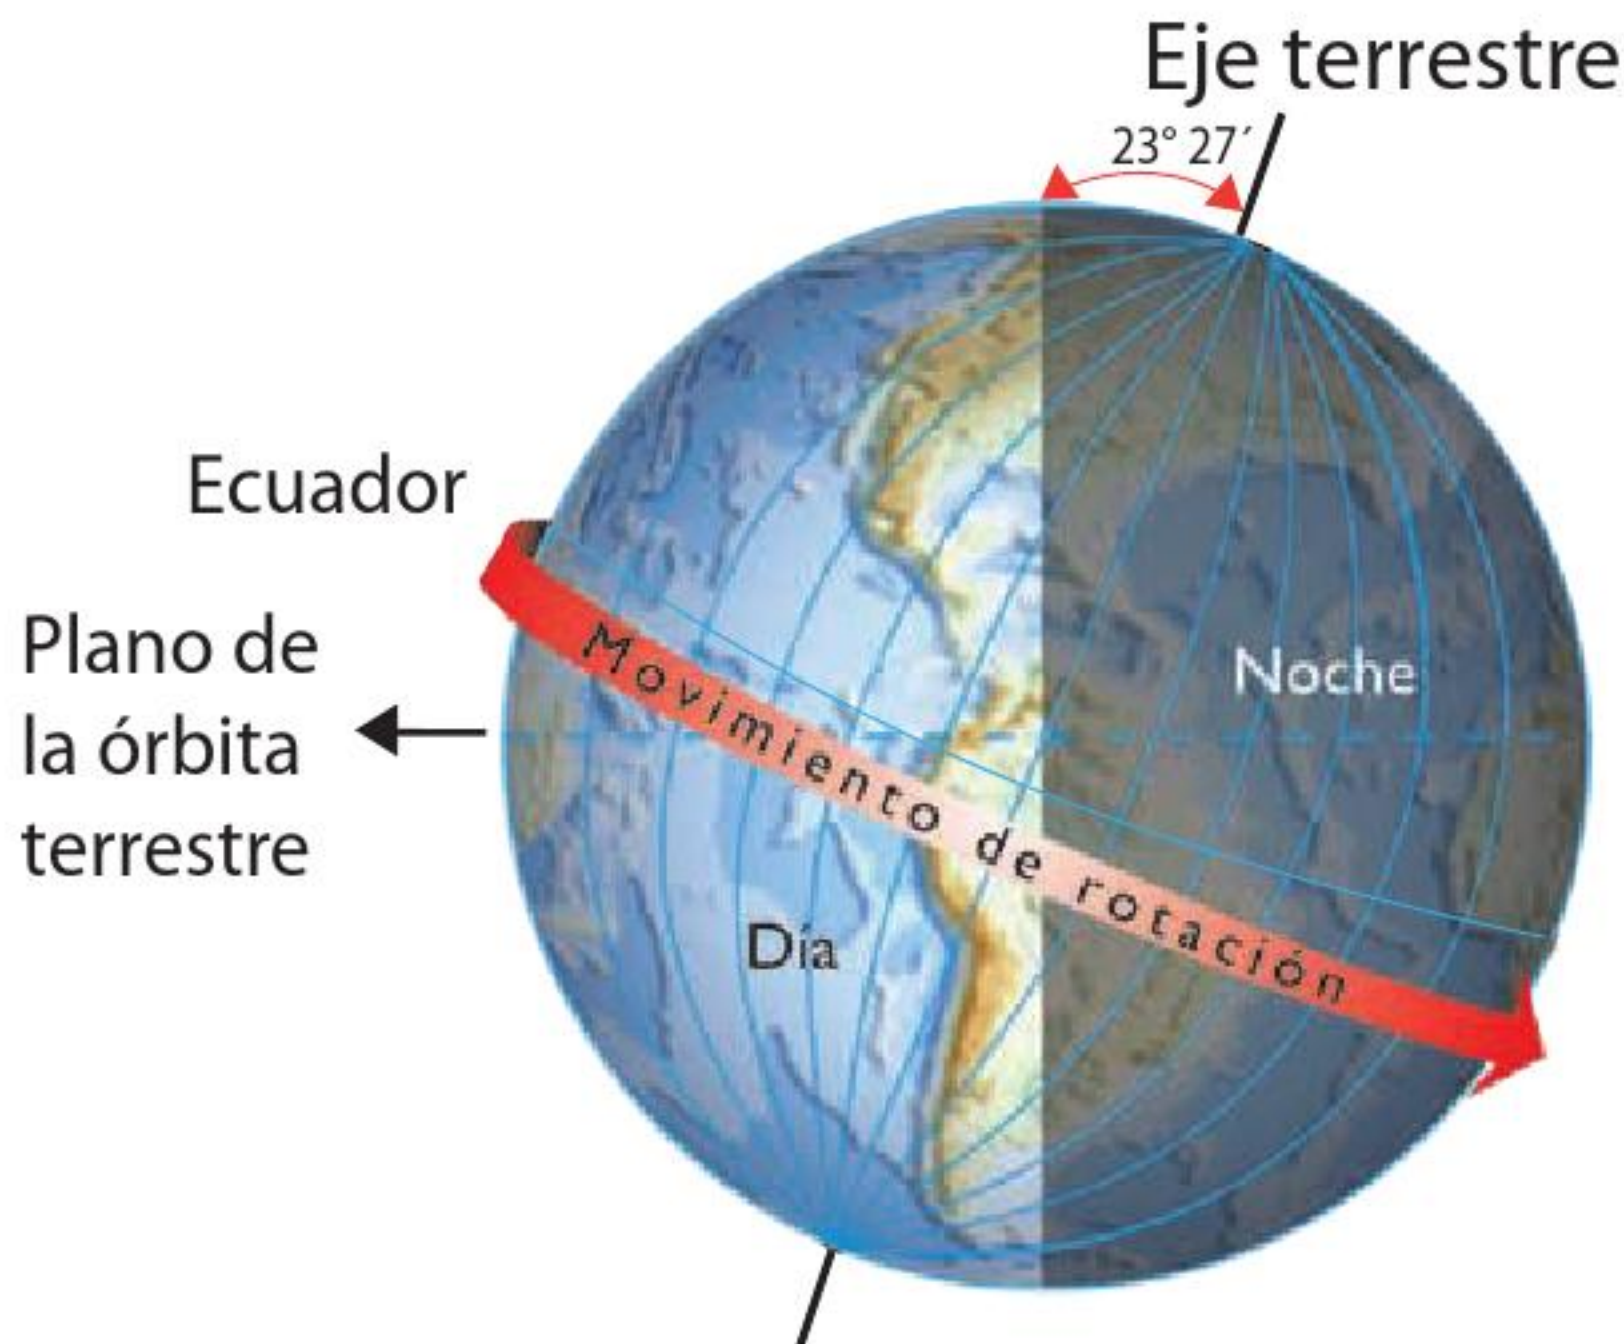 Eje terrestre
23° 27´
Ecuador
Plano de
la órbita
terrestre
Movimiento de rotación
Noche
Día